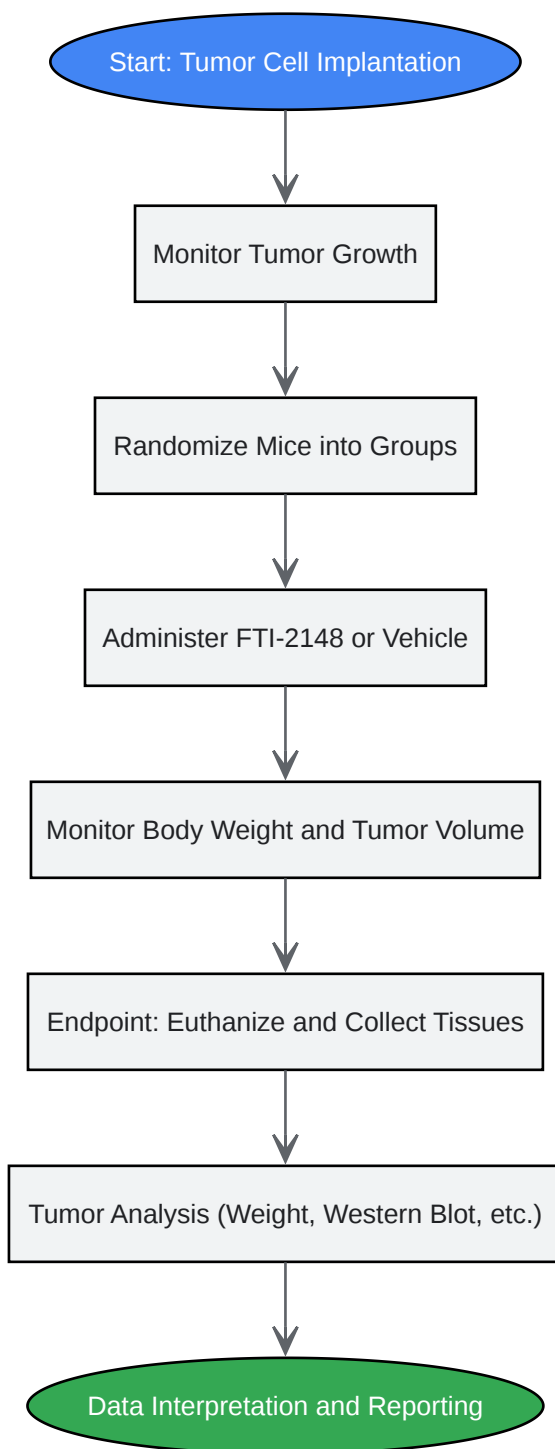 Start: Tumor Cell Implantation
Monitor Tumor Growth
Randomize Mice into Groups
Administer FTI-2148 or Vehicle
Monitor Body Weight and Tumor Volume
Endpoint: Euthanize and Collect Tissues
Tumor Analysis (Weight, Western Blot, etc.)
Data Interpretation and Reporting